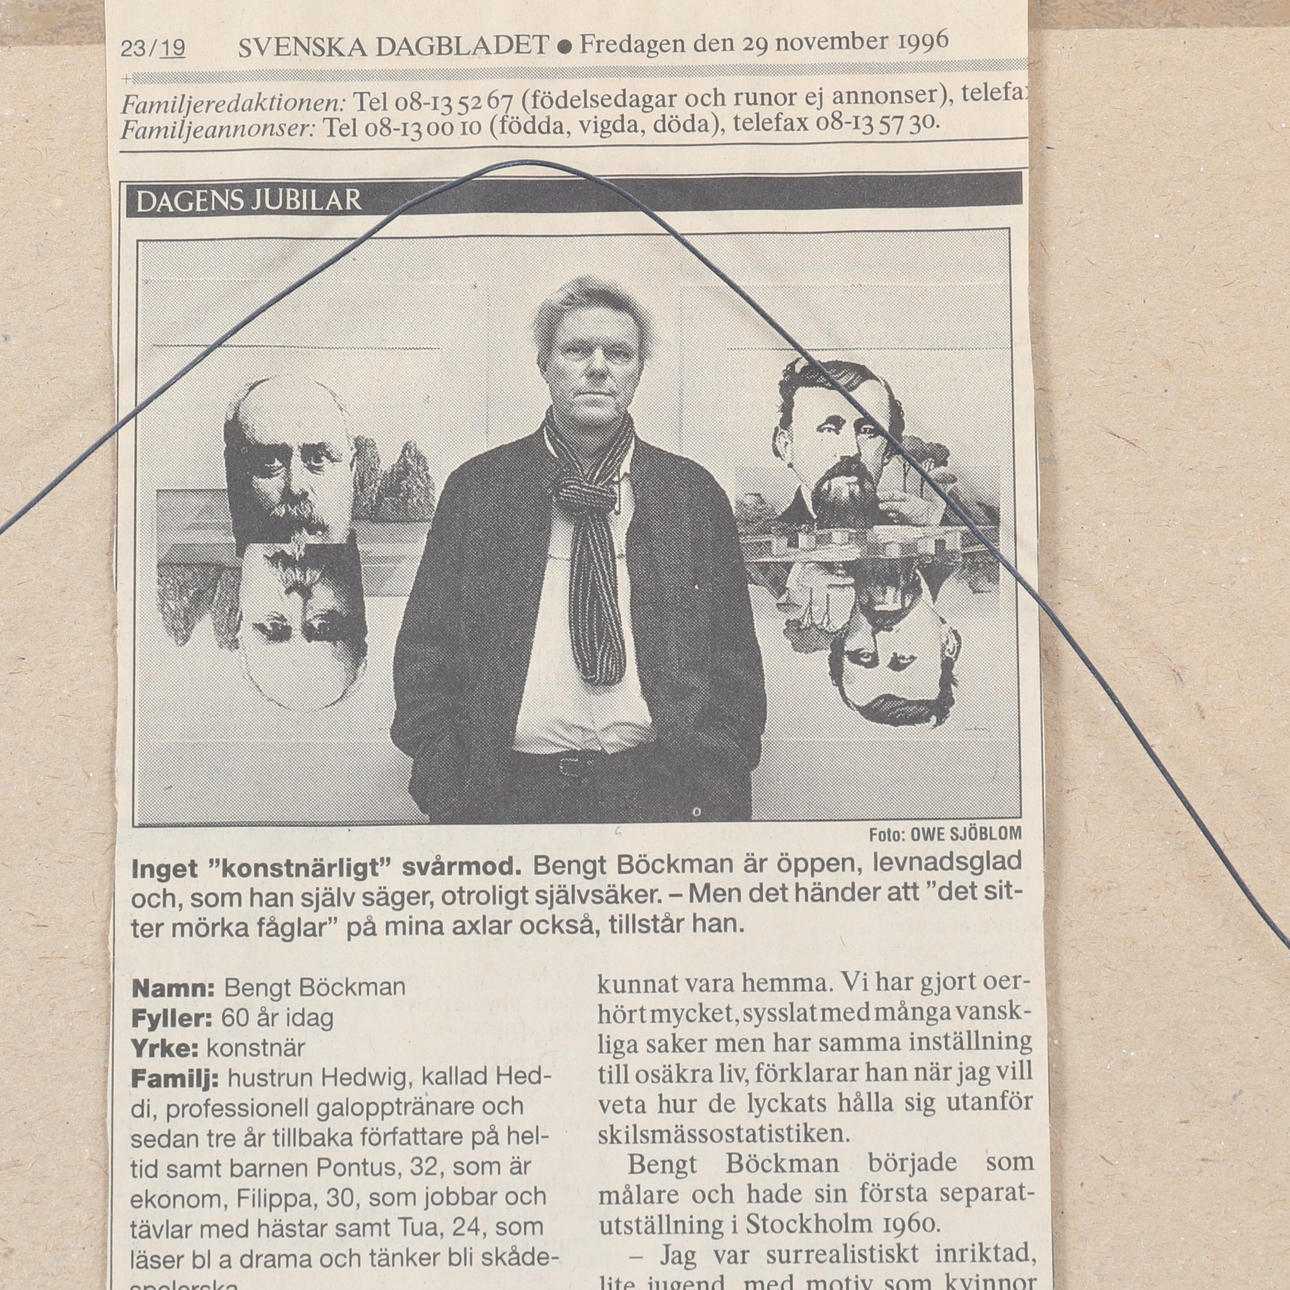 23/19 SVENSKA DAGBLADET ● Fredagen den 29 november 1996
Familjeredaktionen: Tel 08-13 52 67 (födelsedagar och runor ej annonser), telefa
Familjeannonser: Tel 08-13 00 10 (födda, vigda, döda), telefax 08-13 57 30.
DAGENS JUBILAR
Foto: OWE SJÖBLOM
Inget ”konstnärligt” svårmod. Bengt Böckman är öppen, levnadsglad
och, som han själv säger, otroligt självsäker. – Men det händer att ”det sit-
ter mörka fåglar” på mina axlar också, tillstår han.
Namn: Bengt Böckman
Fyller: 60 år idag
Yrke: konstnär
Familj: hustrun Hedwig, kallad Hed-
di, professionell galopptränare och
sedan tre år tillbaka författare på hel-
tid samt barnen Pontus, 32, som är
ekonom, Filippa, 30, som jobbar och
tävlar med hästar samt Tua, 24, som
läser bl a drama och tänker bli skåde-
spelerska
kunnat vara hemma. Vi har gjort oer-
hört mycket, sysslat med många vansk-
liga saker men har samma inställning
till osäkra liv, förklarar han när jag vill
veta hur de lyckats hålla sig utanför
skilsmässostatistiken.
Bengt Böckman började som
målare och hade sin första separat-
utställning i Stockholm 1960.
– Jag var surrealistiskt inriktad,
lite jugend, med motiv som kvinnor